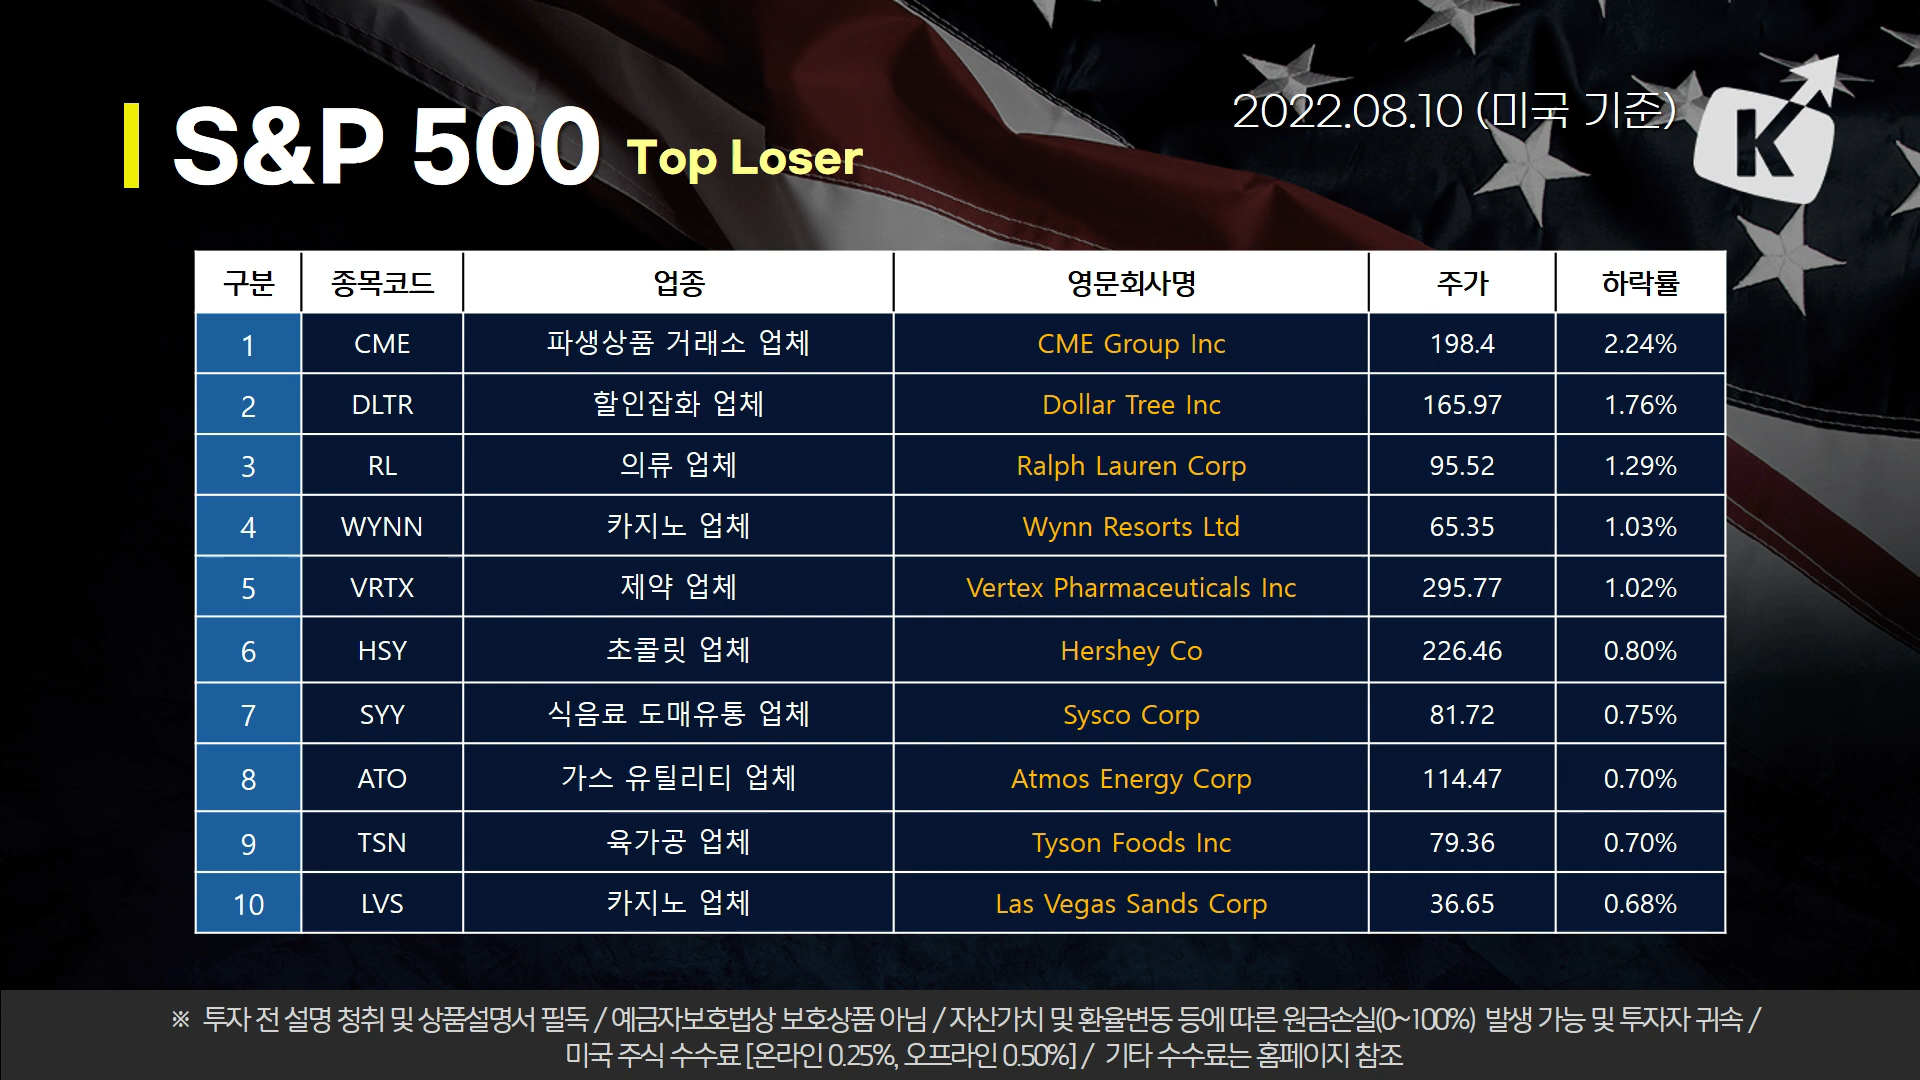 S&P 500 Top Loser
2022.08.10 (미국 기준)
K
구분 종목코드 업종 영문회사명 주가 하락률
1 CME 파생상품 거래소 업체 CME Group Inc 198.4 2.24%
2 DLTR 할인잡화 업체 Dollar Tree Inc 165.97 1.76%
3 RL 의류 업체 Ralph Lauren Corp 95.52 1.29%
4 WYNN 카지노 업체 Wynn Resorts Ltd 65.35 1.03%
5 VRTX 제약 업체 Vertex Pharmaceuticals Inc 295.77 1.02%
6 HSY 초콜릿 업체 Hershey Co 226.46 0.80%
7 SYY 식음료 도매유통 업체 Sysco Corp 81.72 0.75%
8 ATO 가스 유틸리티 업체 Atmos Energy Corp 114.47 0.70%
9 TSN 육가공 업체 Tyson Foods Inc 79.36 0.70%
10 LVS 카지노 업체 Las Vegas Sands Corp 36.65 0.68%
※ 투자 전 설명 청취 및 상품설명서 필독 / 예금자보호법상 보호상품 아님 / 자산가치 및 환율변동 등에 따른 원금손실(0~100%) 발생 가능 및 투자자 귀속 /
미국 주식 수수료 [온라인 0.25%, 오프라인 0.50%] / 기타 수수료는 홈페이지 참조